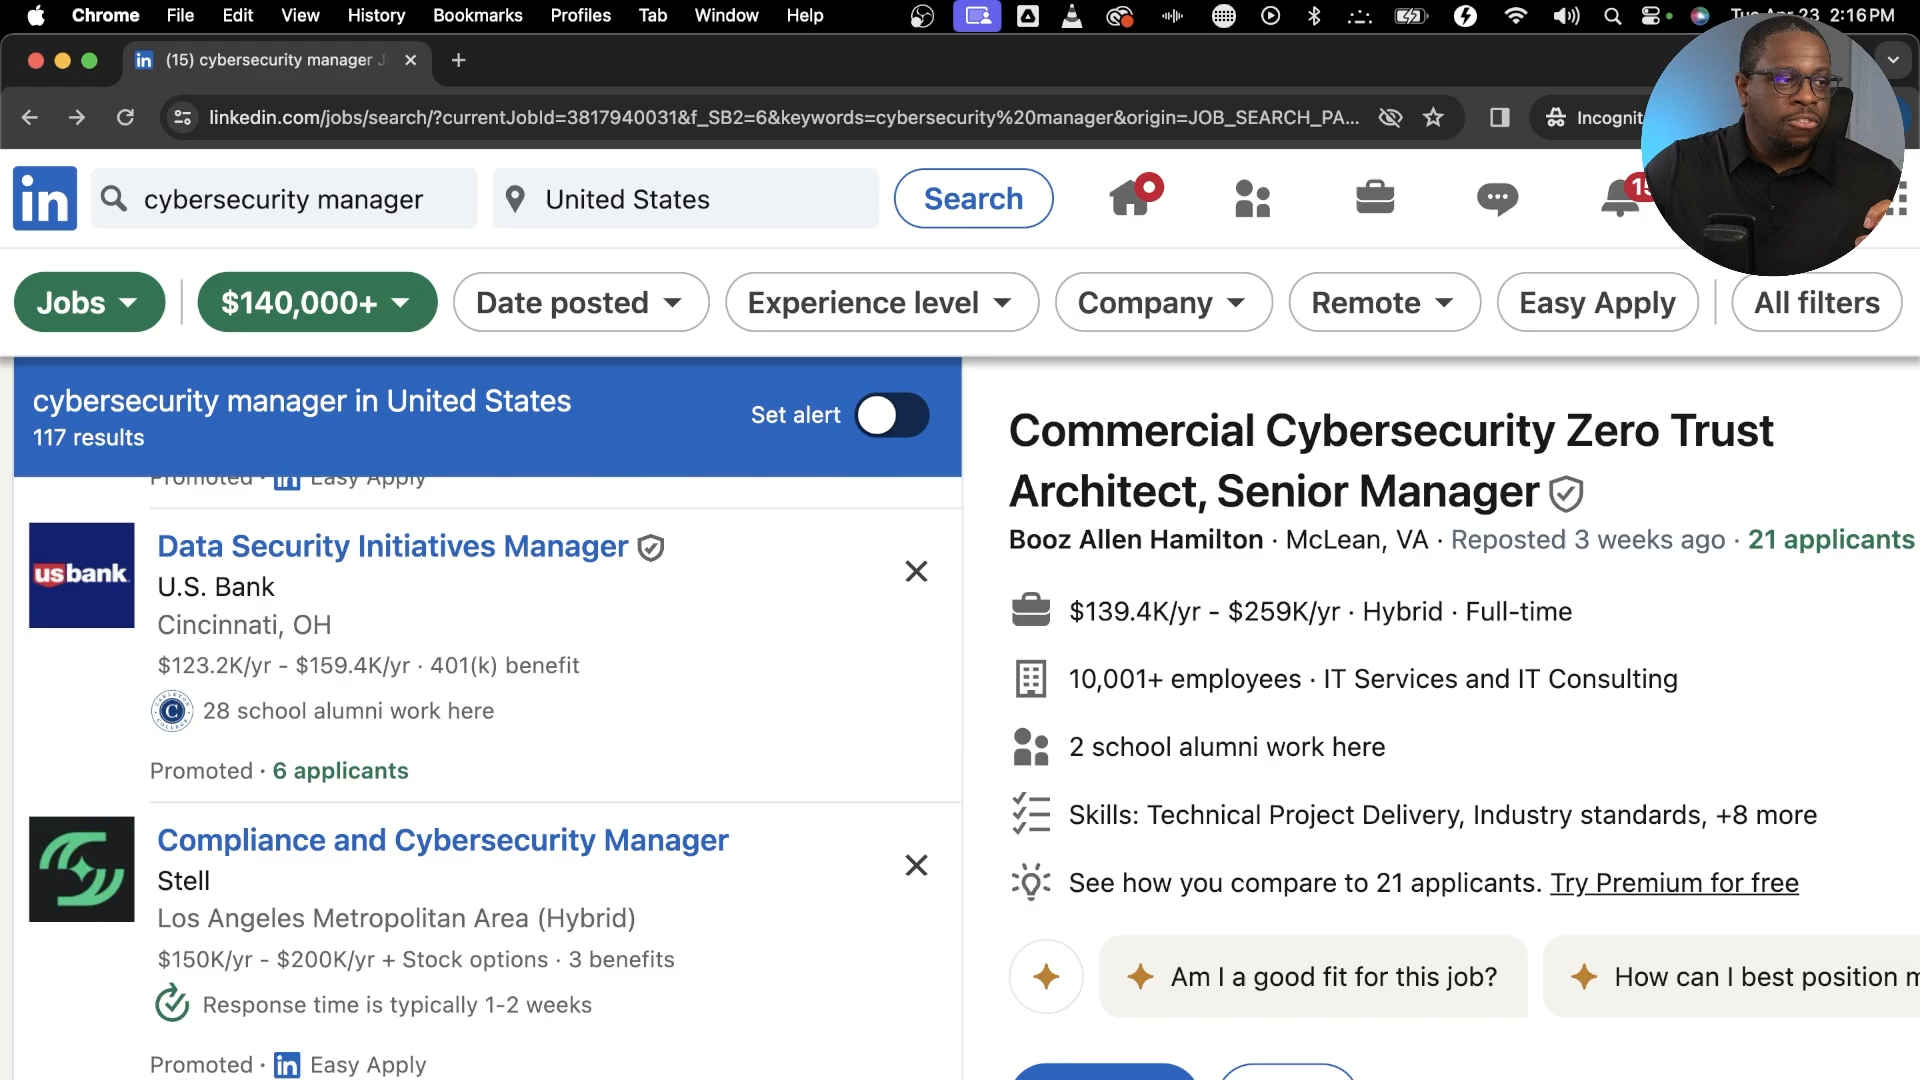 Chrome File Edit View History Bookmarks Profiles Tab Window Help
2:16 PM
(15) cybersecurity manager
linkedin.com/jobs/search/?currentJobId=3817940031&f_SB2=6&keywords=cybersecurity%20manager&origin=JOB_SEARCH_PA...
in
cybersecurity manager
United States
Search
Jobs
$140,000+
Date posted
Experience level
Company
Remote
Easy Apply
All filters
cybersecurity manager in United States
117 results
Set alert
Promoted · in Easy Apply
usbank
Data Security Initiatives Manager
U.S. Bank
Cincinnati, OH
$123.2K/yr - $159.4K/yr · 401(k) benefit
28 school alumni work here
Promoted · 6 applicants
Compliance and Cybersecurity Manager
Stell
Los Angeles Metropolitan Area (Hybrid)
$150K/yr - $200K/yr + Stock options · 3 benefits
Response time is typically 1-2 weeks
Promoted · in Easy Apply
Commercial Cybersecurity Zero Trust
Architect, Senior Manager
Booz Allen Hamilton · McLean, VA · Reposted 3 weeks ago · 21 applicants
$139.4K/yr - $259K/yr · Hybrid · Full-time
10,001+ employees · IT Services and IT Consulting
2 school alumni work here
Skills: Technical Project Delivery, Industry standards, +8 more
See how you compare to 21 applicants. Try Premium for free
Am I a good fit for this job?
How can I best position